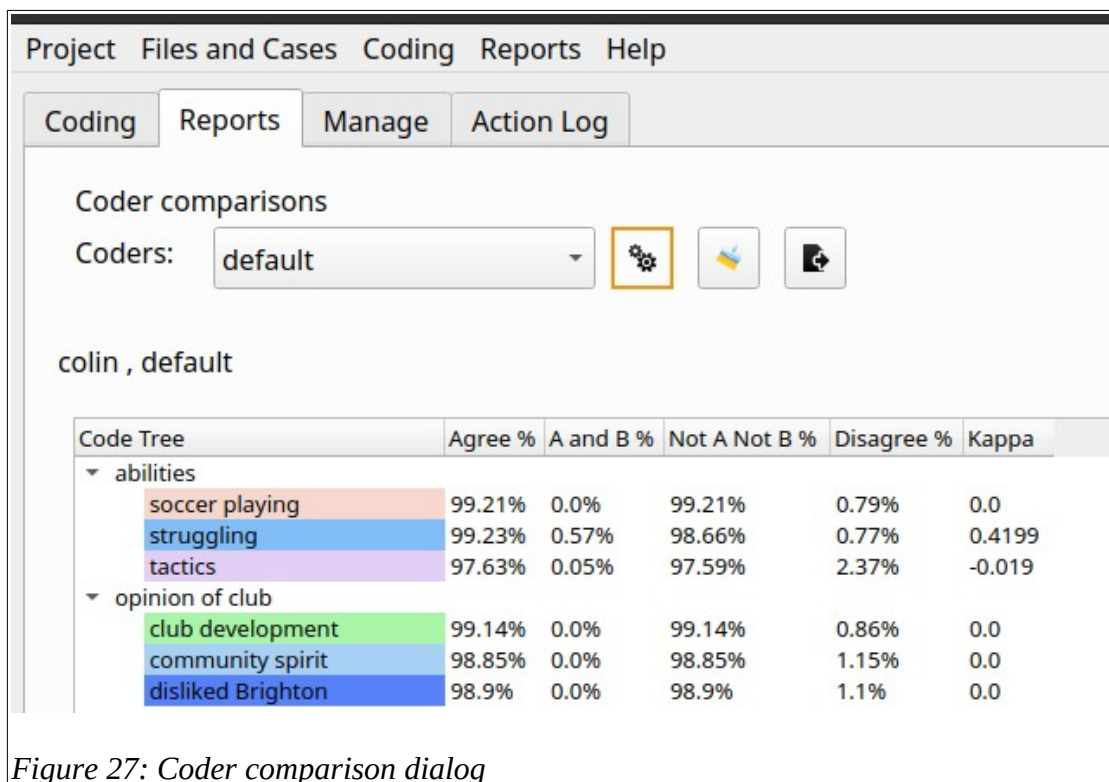 Project Files and Cases Coding Reports Help
Coding Reports Manage Action Log
Coder comparisons
Coders: default
colin , default
Code Tree Agree % A and B % Not A Not B % Disagree % Kappa
abilities
soccer playing 99.21% 0.0% 99.21% 0.79% 0.0
struggling 99.23% 0.57% 98.66% 0.77% 0.4199
tactics 97.63% 0.05% 97.59% 2.37% -0.019
opinion of club
club development 99.14% 0.0% 99.14% 0.86% 0.0
community spirit 98.85% 0.0% 98.85% 1.15% 0.0
disliked Brighton 98.9% 0.0% 98.9% 1.1% 0.0
Figure 27: Coder comparison dialog